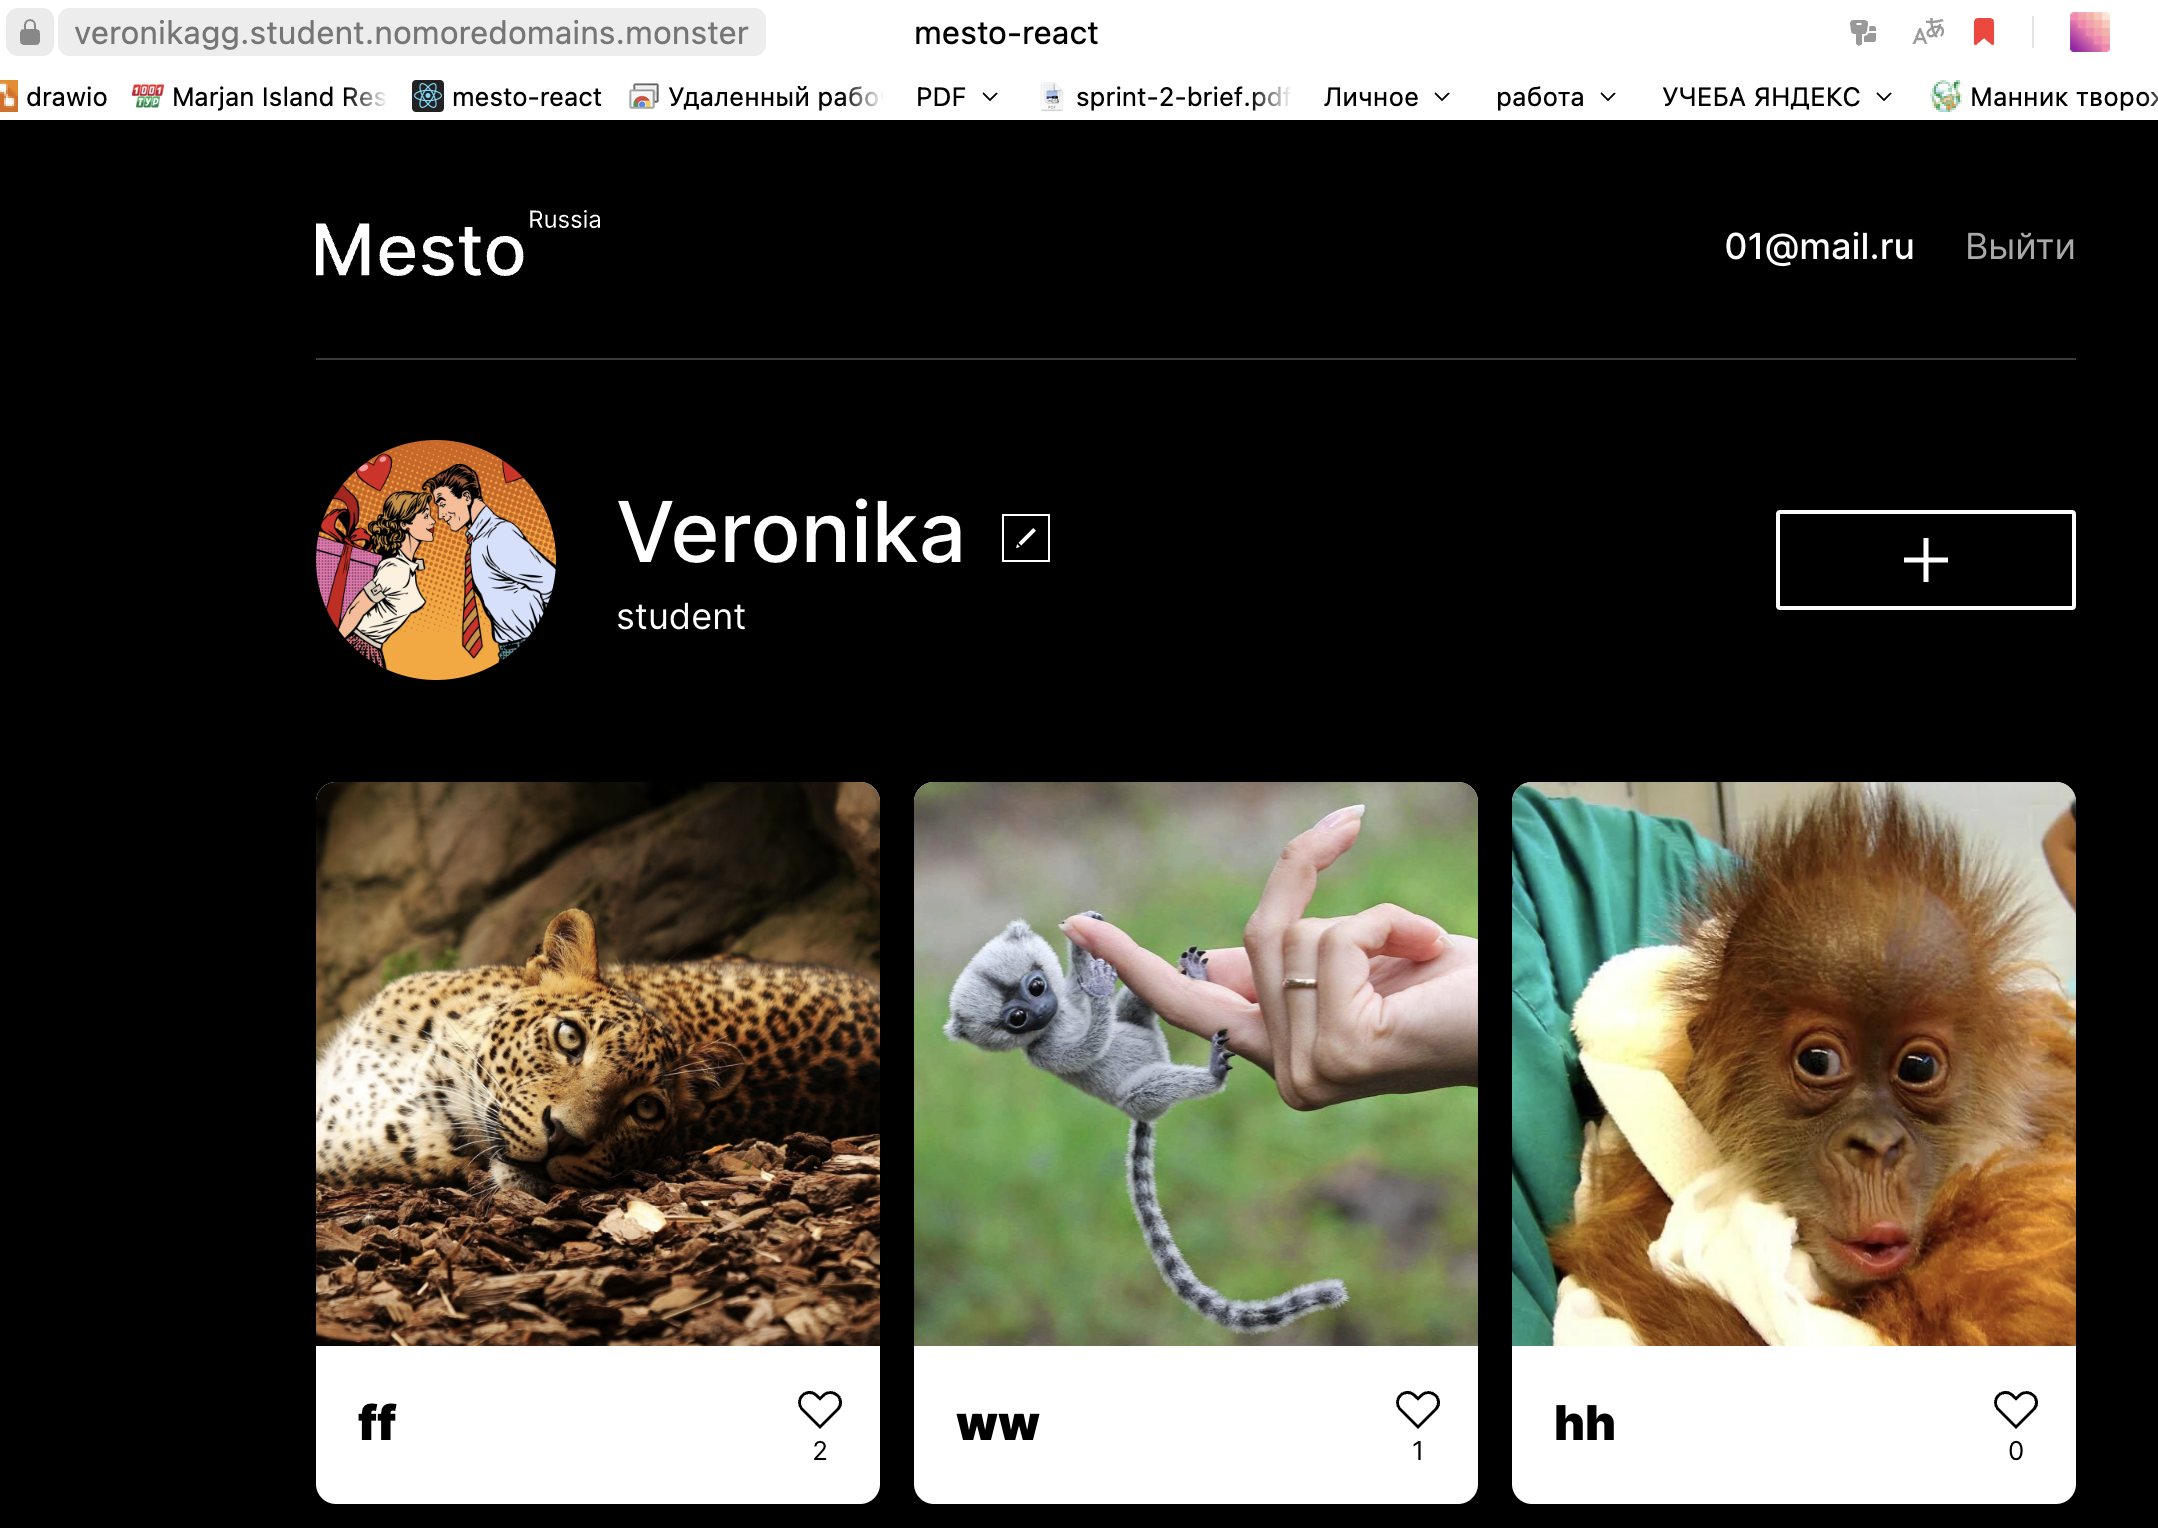 veronikagg.student.nomoredomains.monster mesto-react
drawio Marjan Island Res mesto-react Удаленный рабо PDF sprint-2-brief.pdf Личное работа УЧЕБА ЯНДЕКС Манник творо
Mesto Russia
01@mail.ru Выйти
Veronika
student
ff
2
ww
1
hh
0